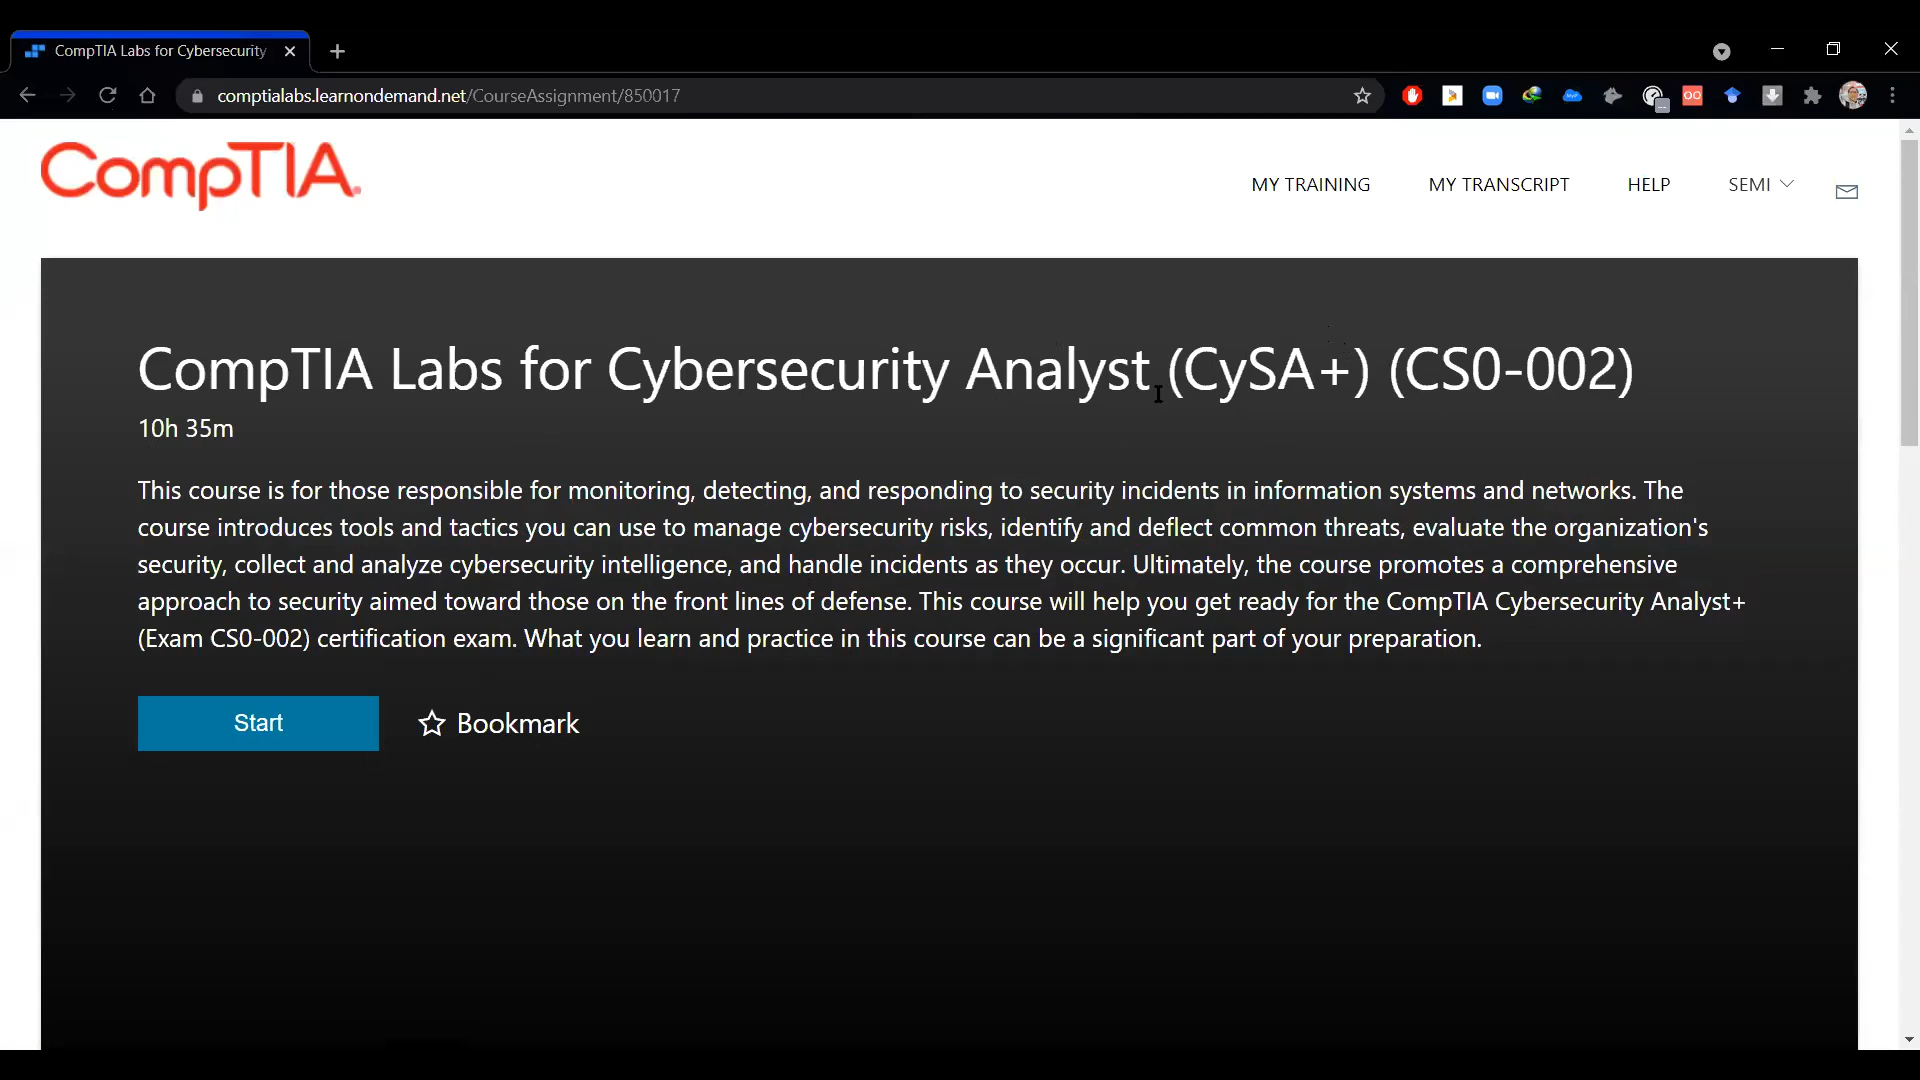 CompTIA Labs for Cybersecurity
comptialabs.learnondemand.net/CourseAssignment/850017
CompTIA.
MY TRAINING MY TRANSCRIPT HELP SEMI
CompTIA Labs for Cybersecurity Analyst (CySA+) (CS0-002)
10h 35m
This course is for those responsible for monitoring, detecting, and responding to security incidents in information systems and networks. The
course introduces tools and tactics you can use to manage cybersecurity risks, identify and deflect common threats, evaluate the organization's
security, collect and analyze cybersecurity intelligence, and handle incidents as they occur. Ultimately, the course promotes a comprehensive
approach to security aimed toward those on the front lines of defense. This course will help you get ready for the CompTIA Cybersecurity Analyst+
(Exam CS0-002) certification exam. What you learn and practice in this course can be a significant part of your preparation.
Start Bookmark